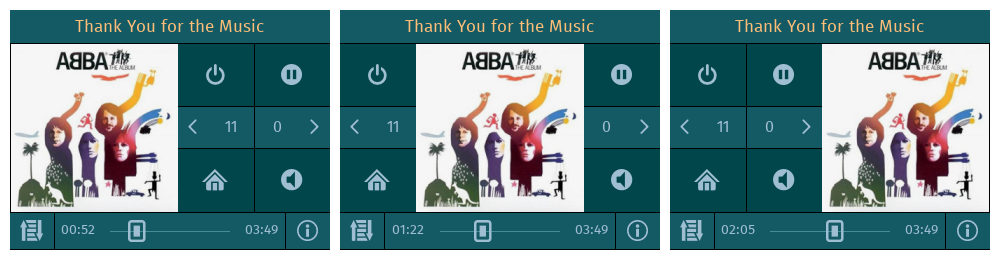 Thank You for the Music
ABBA
THE ALBUM
11 0
00:52 03:49
Thank You for the Music
ABBA
THE ALBUM
11 0
01:22 03:49
Thank You for the Music
ABBA
THE ALBUM
11 0
02:05 03:49